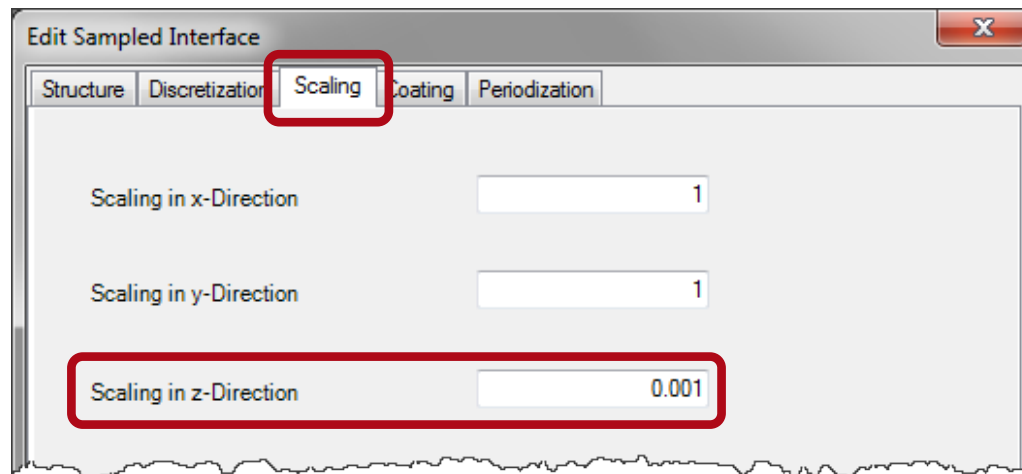 Edit Sampled Interface
Structure Discretization Scaling Coating Periodization
Scaling in x-Direction 1
Scaling in y-Direction 1
Scaling in z-Direction 0.001